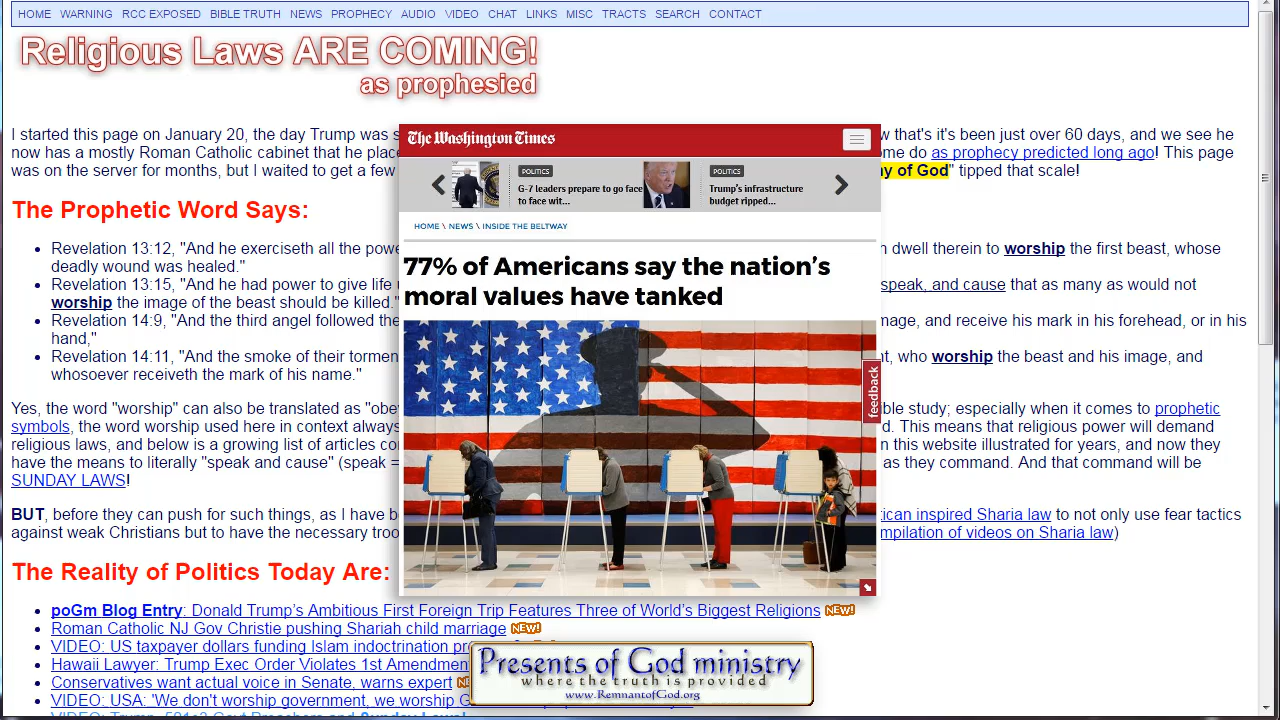 HOME WARNING RCC EXPOSED BIBLE TRUTH NEWS PROPHECY AUDIO VIDEO CHAT LINKS MISC TRACTS SEARCH CONTACT
Religious Laws ARE COMING!
as prophesied
I started this page on January 20, the day Trump was s
w that's it's been just over 60 days, and we see he
now has a mostly Roman Catholic cabinet that he plac
me do as prophecy predicted long ago! This page
was on the server for months, but I waited to get a few
ny of God" tipped that scale!
The Prophetic Word Says:
• Revelation 13:12, "And he exerciseth all the powe
n dwell therein to worship the first beast, whose
deadly wound was healed."
• Revelation 13:15, "And he had power to give life
speak, and cause that as many as would not
worship the image of the beast should be killed."
• Revelation 14:9, "And the third angel followed the
mage, and receive his mark in his forehead, or in his
hand,"
• Revelation 14:11, "And the smoke of their tormen
nt, who worship the beast and his image, and
whosoever receiveth the mark of his name."
Yes, the word "worship" can also be translated as "obe
ble study; especially when it comes to prophetic
symbols, the word worship used here in context always
d. This means that religious power will demand
religious laws, and below is a growing list of articles co
n this website illustrated for years, and now they
have the means to literally "speak and cause" (speak =
as they command. And that command will be
SUNDAY LAWS!
BUT, before they can push for such things, as I have b
ican inspired Sharia law to not only use fear tactics
against weak Christians but to have the necessary troo
mpilation of videos on Sharia law)
The Reality of Politics Today Are:
• poGm Blog Entry: Donald Trump's Ambitious First Foreign Trip Features Three of World's Biggest Religions NEW!
• Roman Catholic NJ Gov Christie pushing Shariah child marriage NEW!
• VIDEO: US taxpayer dollars funding Islam indoctrination pr
• Hawaii Lawyer: Trump Exec Order Violates 1st Amendmen
• Conservatives want actual voice in Senate, warns expert
• VIDEO: USA: 'We don't worship government, we worship G
VIDEO: Trump, 501c3 Govt Preachers and Sunday Laws!
The Washington Times
POLITICS
G-7 leaders prepare to go face
to face wit...
POLITICS
Trump's infrastructure
budget ripped...
HOME \ NEWS \ INSIDE THE BELTWAY
77% of Americans say the nation's
moral values have tanked
feedback
Presents of God ministry
where the truth is provided
www.RemnantofGod.org